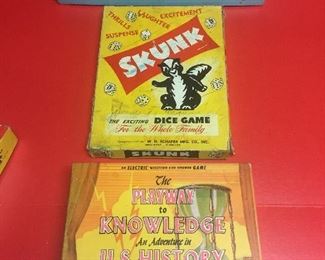 THRILLS LAUGHTER EXCITEMENT
SUSPENSE
SKUNK
THE EXCITING DICE GAME
For the Whole Family
W. H. SCHAPER MFG. CO., INC.
SKUNK
AN ELECTRIC QUESTION AND ANSWER GAME
The
PLAYWAY
to
KNOWLEDGE
An Adventure in
U.S. HISTORY